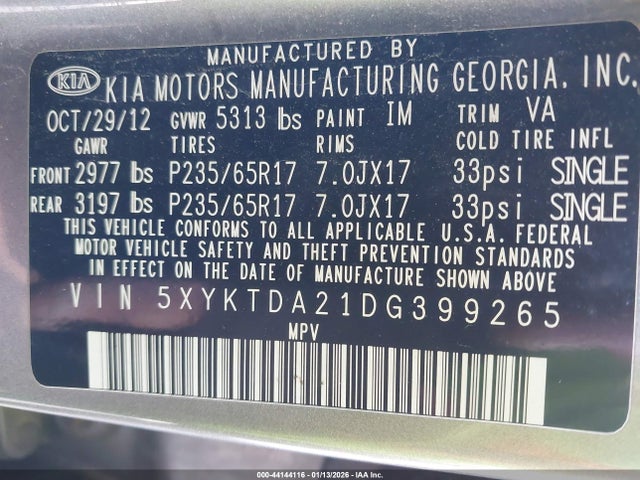 MANUFACTURED BY
KIA KIA MOTORS MANUFACTURING GEORGIA, INC.
OCT/29/12 GVWR 5313 lbs PAINT IM TRIM VA
GAWR TIRES RIMS COLD TIRE INFL
FRONT 2977 lbs P235/65R17 7.0JX17 33psi SINGLE
REAR 3197 lbs P235/65R17 7.0JX17 33psi SINGLE
THIS VEHICLE CONFORMS TO ALL APPLICABLE U.S.A. FEDERAL
MOTOR VEHICLE SAFETY AND THEFT PREVENTION STANDARDS
IN EFFECT ON THE DATE OF MANUFACTURE SHOWN ABOVE
VIN 5XYKTDA21DG399265
MPV
000-44144116 - 01/13/2026 - IAA Inc.